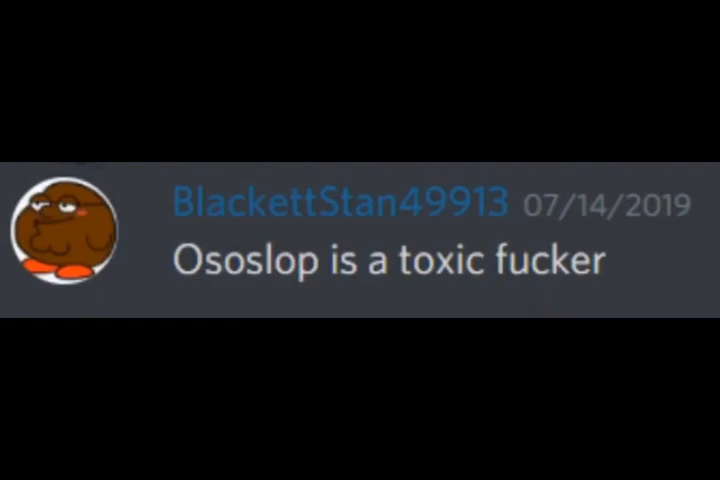 BlackettStan49913 07/14/2019
Ososlop is a toxic fucker